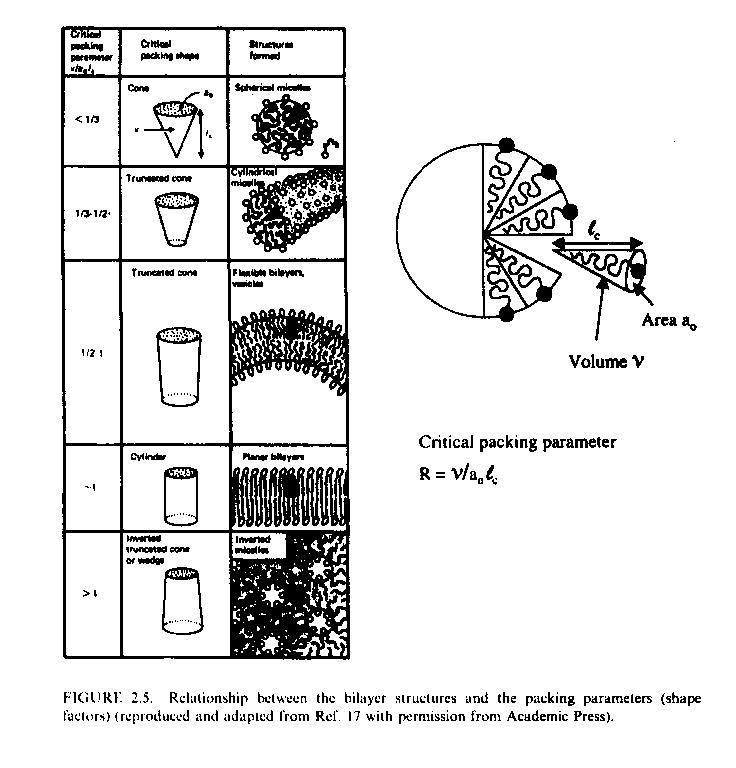 Critical
packing
parameter
v/a₀lc
Critical
packing shape
Structures
formed
< 1/3
Cone
a₀
v
lc
Spherical micelles
1/3-1/2
Truncated cone
Cylindrical
micelles
1/2-1
Truncated cone
Flexible bilayers,
vesicles
~1
Cylinder
Planar bilayers
> 1
Inverted
truncated cone
or wedge
Inverted
micelles
ℓc
Area a₀
Volume ν
Critical packing parameter
R = ν/a₀ ℓc
FIGURE 2.5. Relationship between the bilayer structures and the packing parameters (shape
factors) (reproduced and adapted from Ref. 17 with permission from Academic Press).